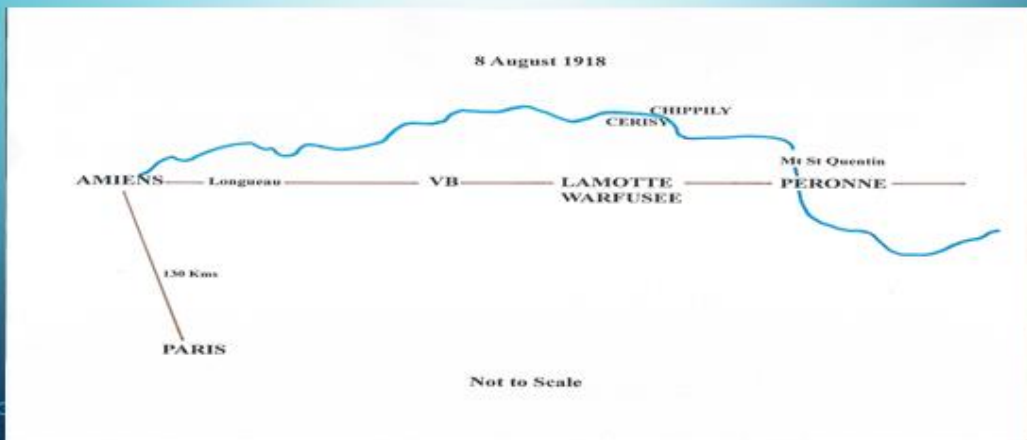 8 August 1918
CHIPPILY
CERISY
Mt St Quentin
AMIENS Longueau VB LAMOTTE PERONNE
WARFUSEE
130 Kms
PARIS
Not to Scale